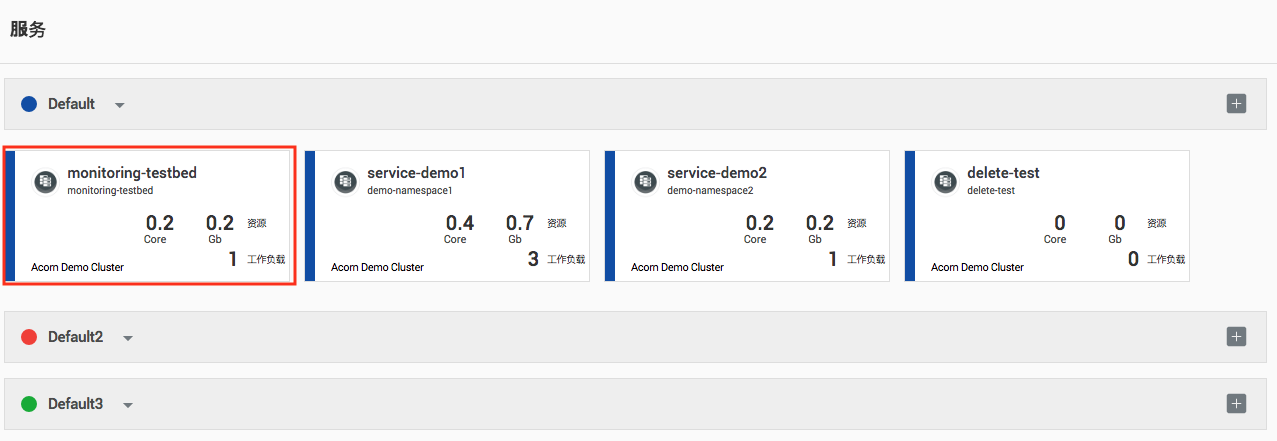 服务
Default
monitoring-testbed
monitoring-testbed
0.2 0.2 资源
Core Gb
1 工作负载
Acorn Demo Cluster
service-demo1
demo-namespace1
0.4 0.7 资源
Core Gb
3 工作负载
Acorn Demo Cluster
service-demo2
demo-namespace2
0.2 0.2 资源
Core Gb
1 工作负载
Acorn Demo Cluster
delete-test
delete-test
0 0 资源
Core Gb
0 工作负载
Acorn Demo Cluster
Default2
Default3